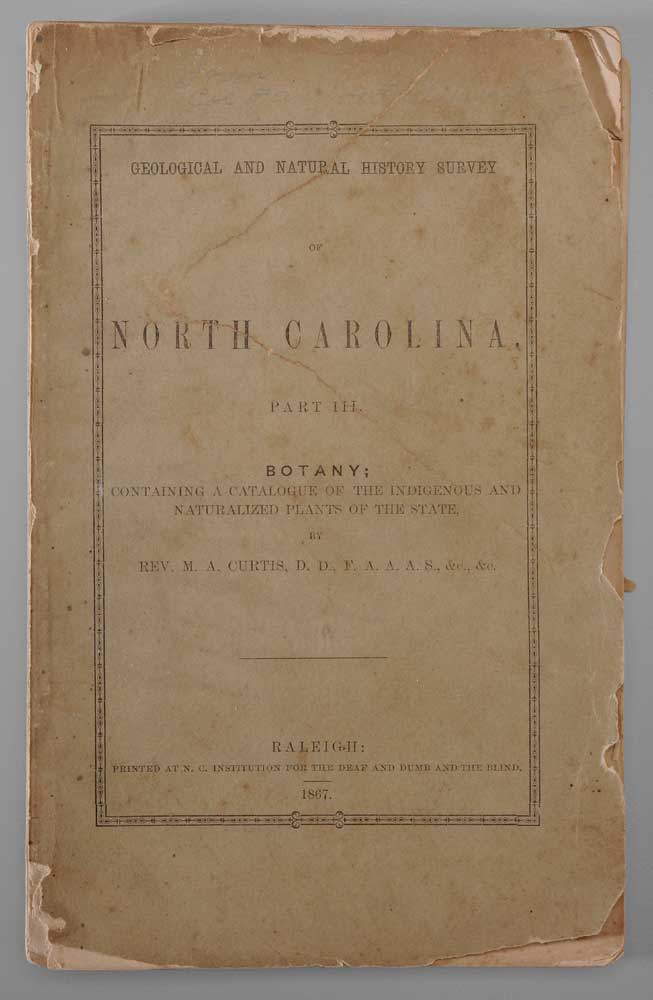 GEOLOGICAL AND NATURAL HISTORY SURVEY
OF
NORTH CAROLINA.
PART III.
BOTANY;
CONTAINING A CATALOGUE OF THE INDIGENOUS AND
NATURALIZED PLANTS OF THE STATE,
BY
REV. M. A. CURTIS, D. D., F. A. A. A. S., &c., &c.
RALEIGH:
PRINTED AT N. C. INSTITUTION FOR THE DEAF AND DUMB AND THE BLIND.
1867.